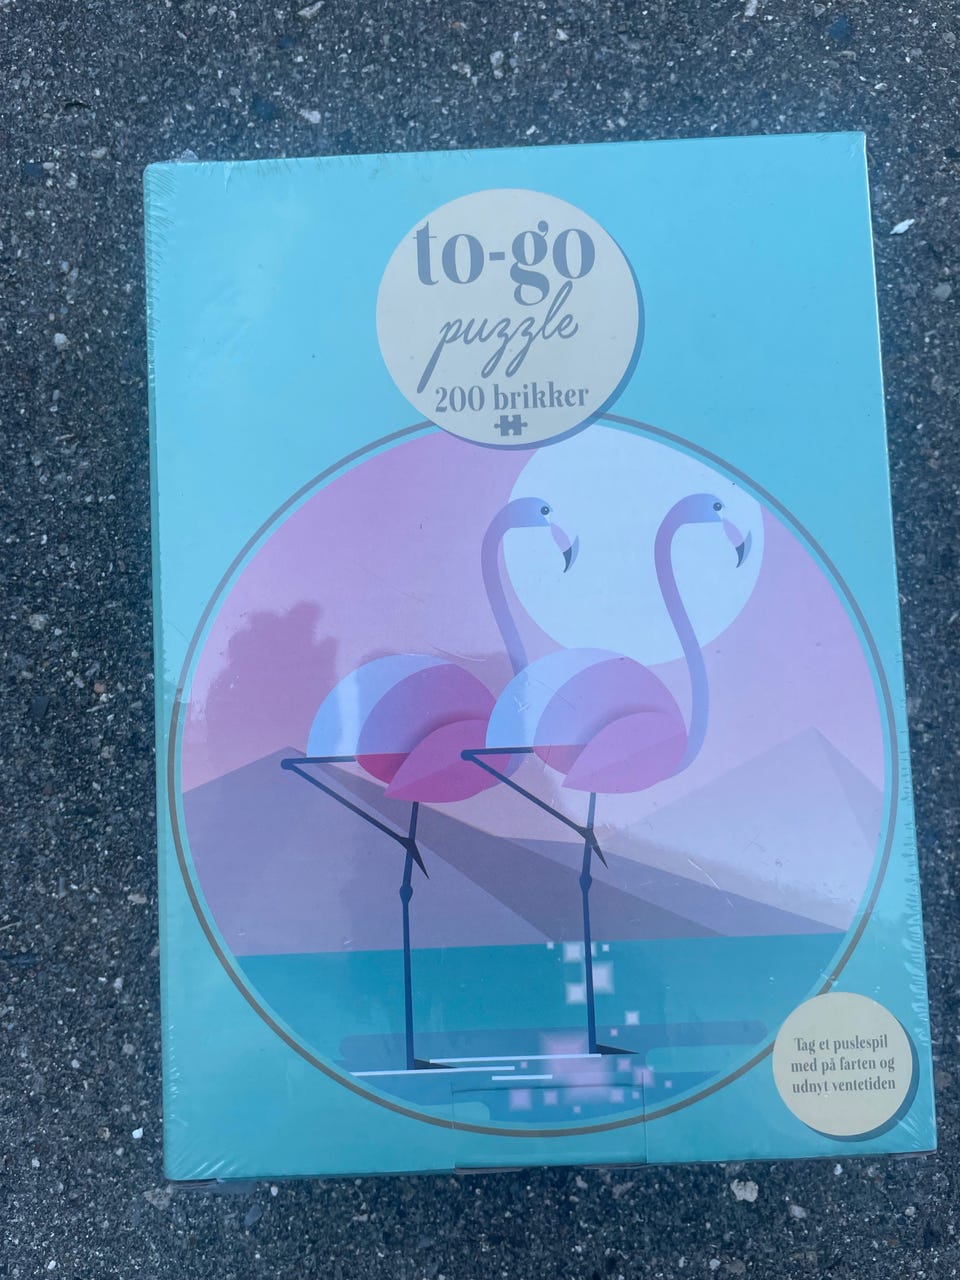 to-go
puzzle
200 brikker
Tag et puslespil
med på farten og
udnyt ventetiden